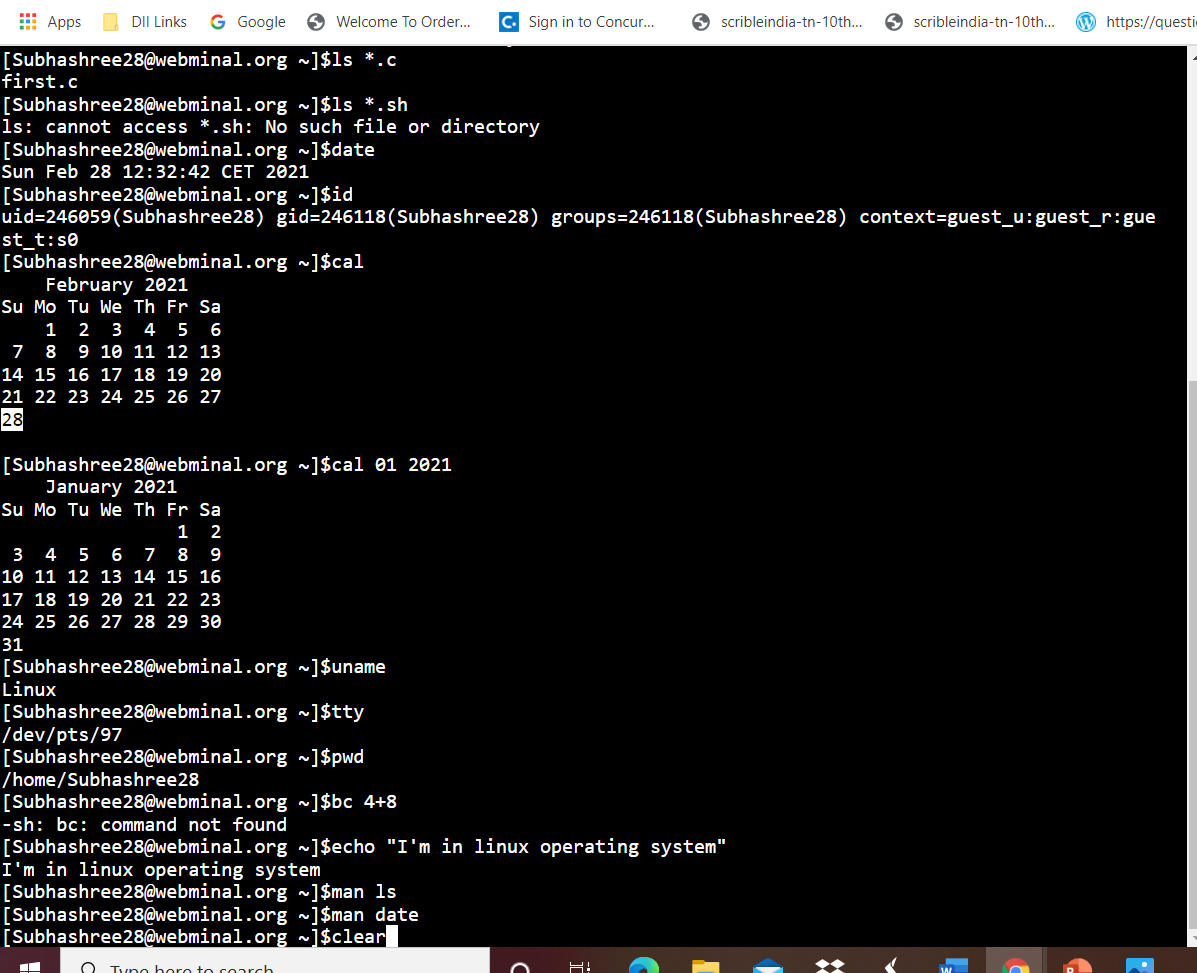 Apps Dll Links Google Welcome To Order... Sign in to Concur... scribleindia-tn-10th... scribleindia-tn-10th... https://questi
[Subhashree28@webminal.org ~]$ls *.c
first.c
[Subhashree28@webminal.org ~]$ls *.sh
ls: cannot access *.sh: No such file or directory
[Subhashree28@webminal.org ~]$date
Sun Feb 28 12:32:42 CET 2021
[Subhashree28@webminal.org ~]$id
uid=246059(Subhashree28) gid=246118(Subhashree28) groups=246118(Subhashree28) context=guest_u:guest_r:gue
st_t:s0
[Subhashree28@webminal.org ~]$cal
    February 2021
Su Mo Tu We Th Fr Sa
    1  2  3  4  5  6
 7  8  9 10 11 12 13
14 15 16 17 18 19 20
21 22 23 24 25 26 27
28
[Subhashree28@webminal.org ~]$cal 01 2021
    January 2021
Su Mo Tu We Th Fr Sa
                1  2
 3  4  5  6  7  8  9
10 11 12 13 14 15 16
17 18 19 20 21 22 23
24 25 26 27 28 29 30
31
[Subhashree28@webminal.org ~]$uname
Linux
[Subhashree28@webminal.org ~]$tty
/dev/pts/97
[Subhashree28@webminal.org ~]$pwd
/home/Subhashree28
[Subhashree28@webminal.org ~]$bc 4+8
-sh: bc: command not found
[Subhashree28@webminal.org ~]$echo "I'm in linux operating system"
I'm in linux operating system
[Subhashree28@webminal.org ~]$man ls
[Subhashree28@webminal.org ~]$man date
[Subhashree28@webminal.org ~]$clear
Type here to search